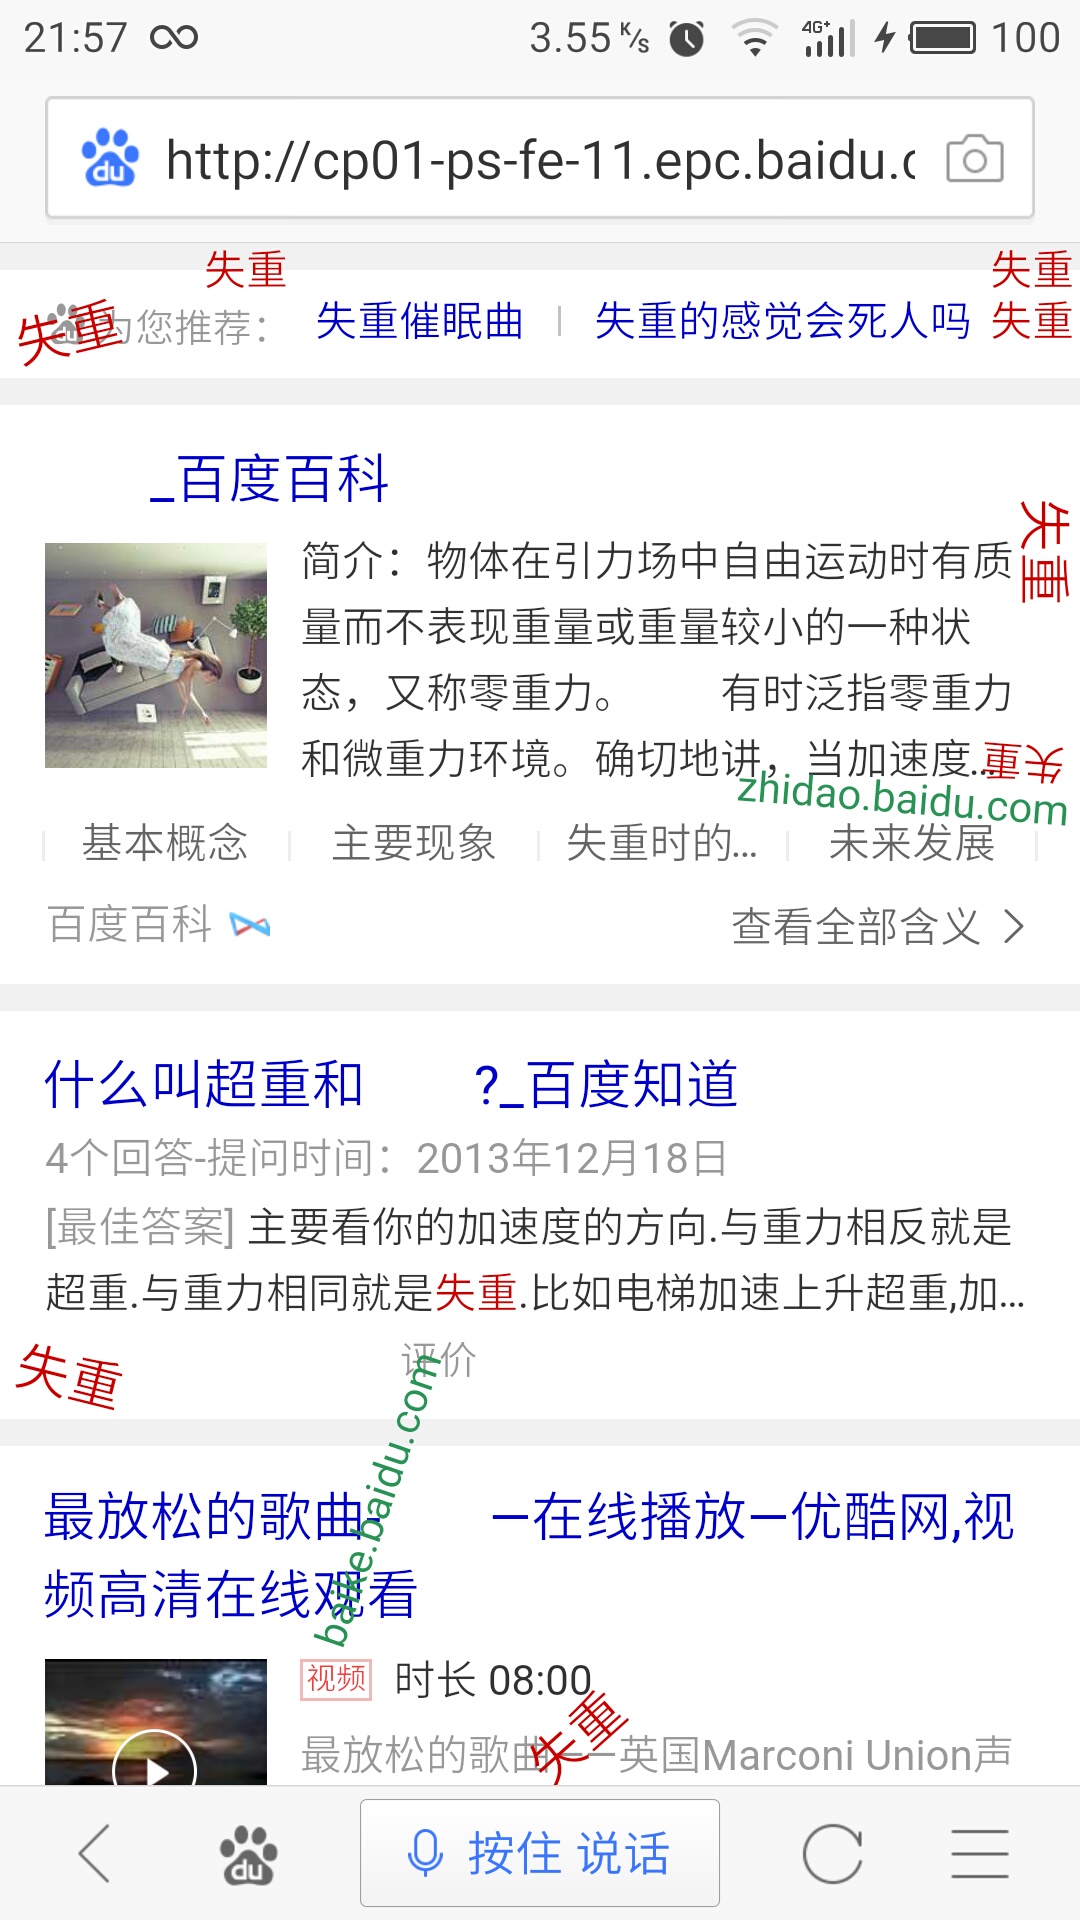 21:57 3.55 K/s 4G+ 100
du http://cp01-ps-fe-11.epc.baidu.c
失重 失重
失重 为您推荐： 失重催眠曲 失重的感觉会死人吗 失重
_百度百科
失重
简介：物体在引力场中自由运动时有质
量而不表现重量或重量较小的一种状
态，又称零重力。 有时泛指零重力
和微重力环境。确切地讲，当加速度...
失重
zhidao.baidu.com
基本概念 主要现象 失重时的... 未来发展
百度百科 查看全部含义
什么叫超重和 ?_百度知道
4个回答-提问时间：2013年12月18日
[最佳答案] 主要看你的加速度的方向.与重力相反就是
超重.与重力相同就是失重.比如电梯加速上升超重,加...
失重
评价
baike.baidu.com
最放松的歌曲- —在线播放—优酷网,视
频高清在线观看
视频 时长 08:00
失重
最放松的歌曲——英国Marconi Union声
du 按住 说话